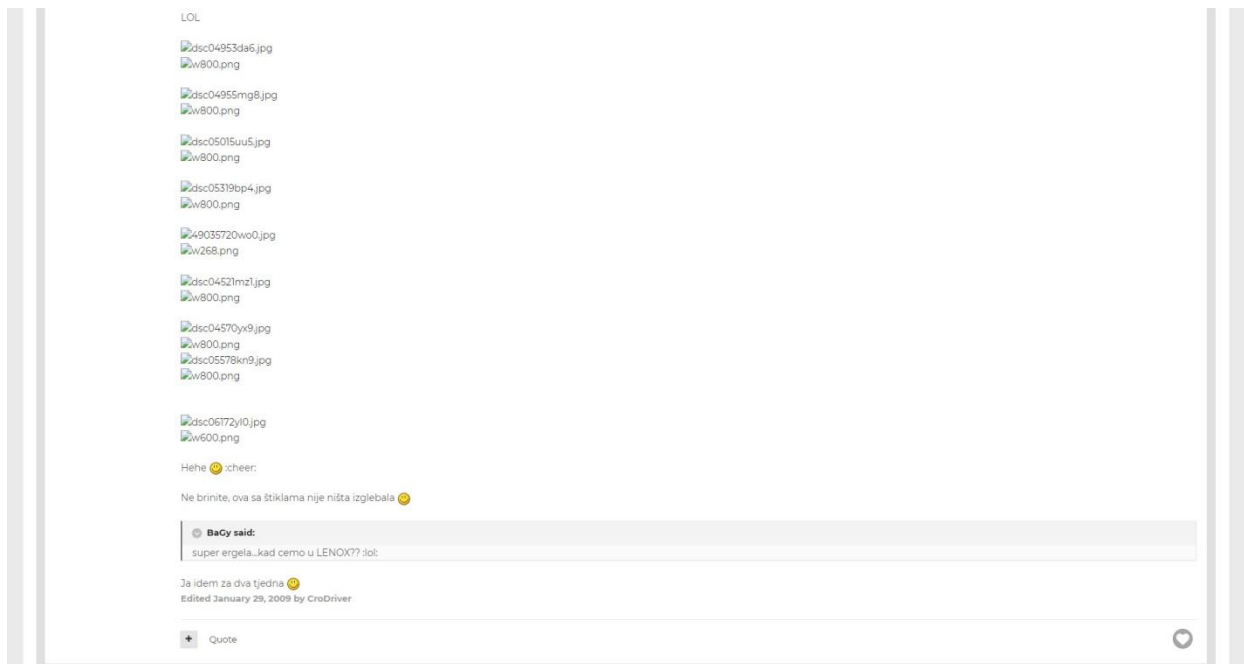 LOL
dsc04953da6.jpg
w800.png
dsc04955mg8.jpg
w800.png
dsc05015uu5.jpg
w800.png
dsc05319bp4.jpg
w800.png
49035720wo0.jpg
w268.png
dsc04521mz1.jpg
w800.png
dsc04570yx9.jpg
w800.png
dsc05578kn9.jpg
w800.png
dsc06172yl0.jpg
w600.png
Hehe :cheer:
Ne brinite, ova sa štiklama nije ništa izglebala
BaGy said:
super ergela...kad cemo u LENOX?? :lol:
Ja idem za dva tjedna
Edited January 29, 2009 by CroDriver
+ Quote